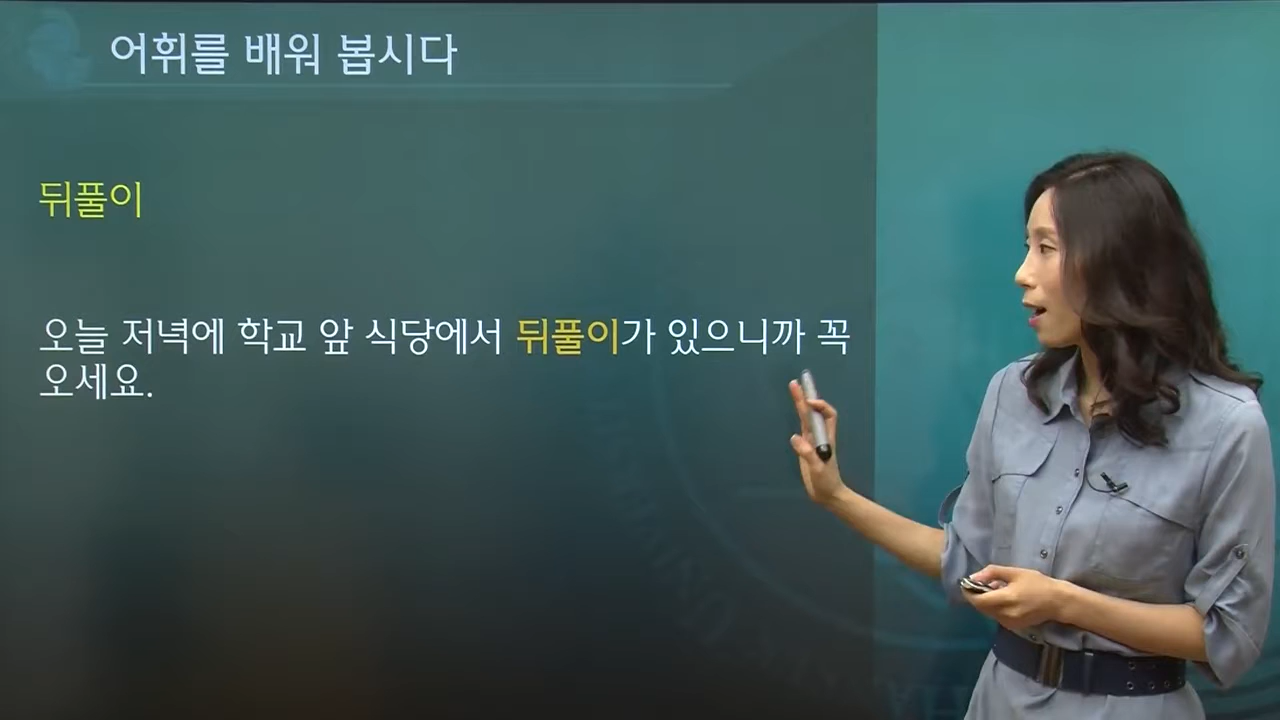 어휘를 배워 봅시다
뒤풀이
오늘 저녁에 학교 앞 식당에서 뒤풀이가 있으니까 꼭
오세요.